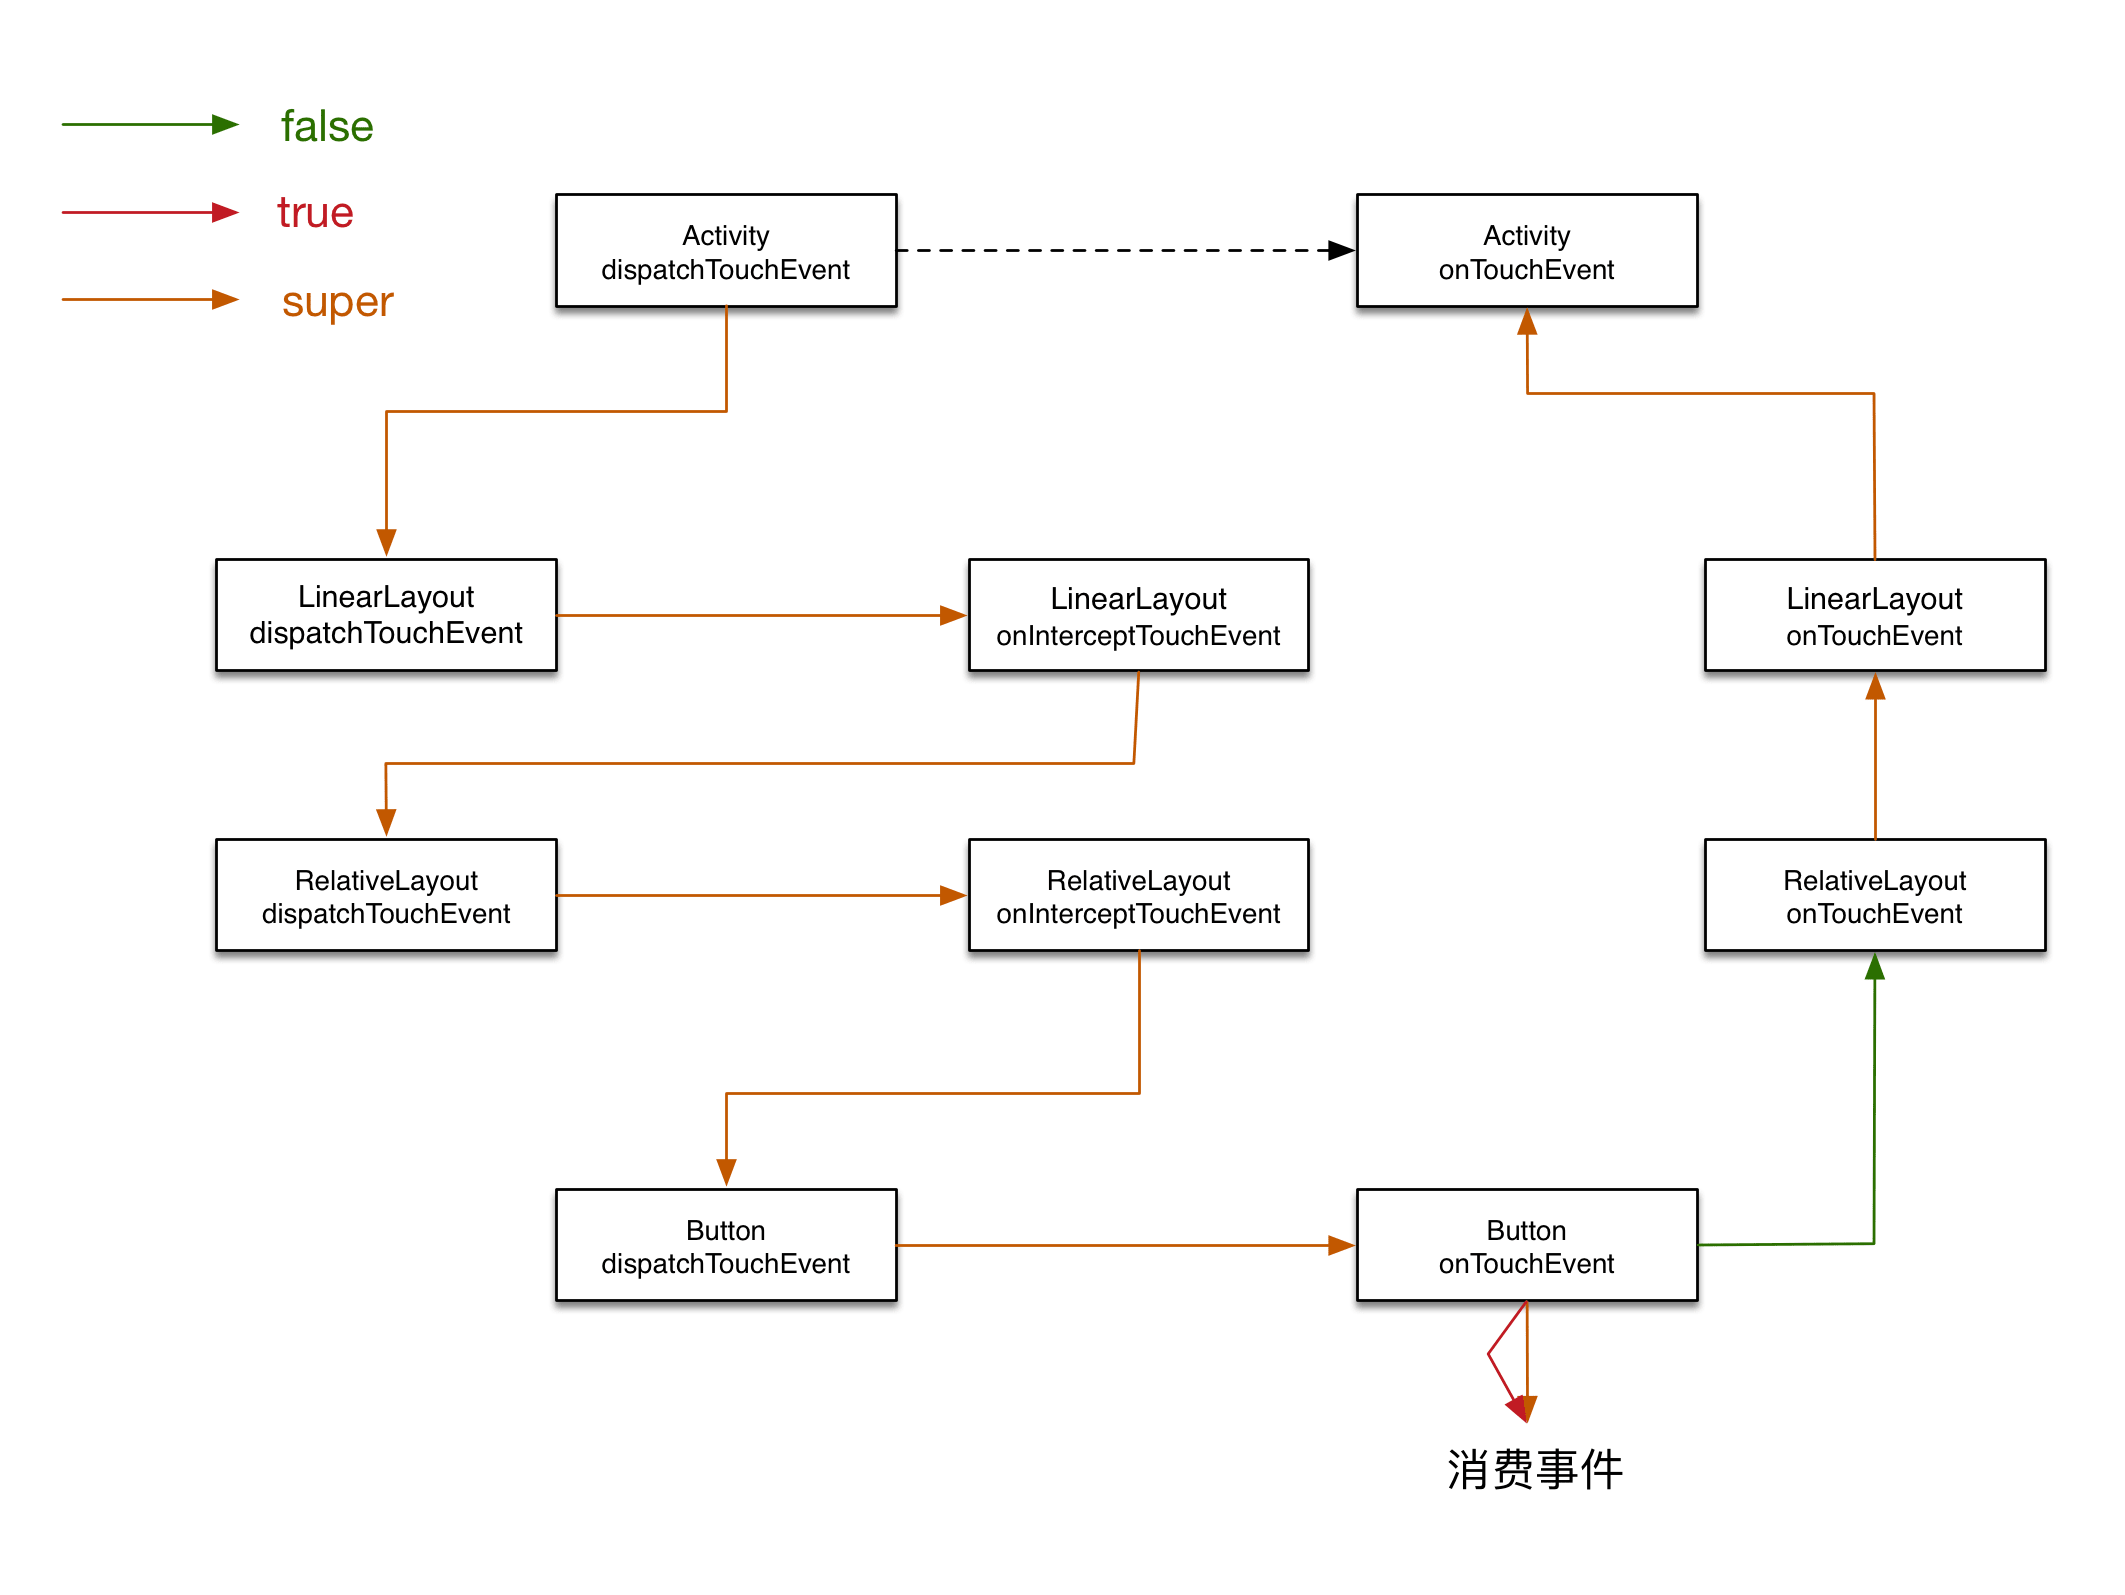 false
true
super
Activity
dispatchTouchEvent
Activity
onTouchEvent
LinearLayout
dispatchTouchEvent
LinearLayout
onInterceptTouchEvent
LinearLayout
onTouchEvent
RelativeLayout
dispatchTouchEvent
RelativeLayout
onInterceptTouchEvent
RelativeLayout
onTouchEvent
Button
dispatchTouchEvent
Button
onTouchEvent
消费事件